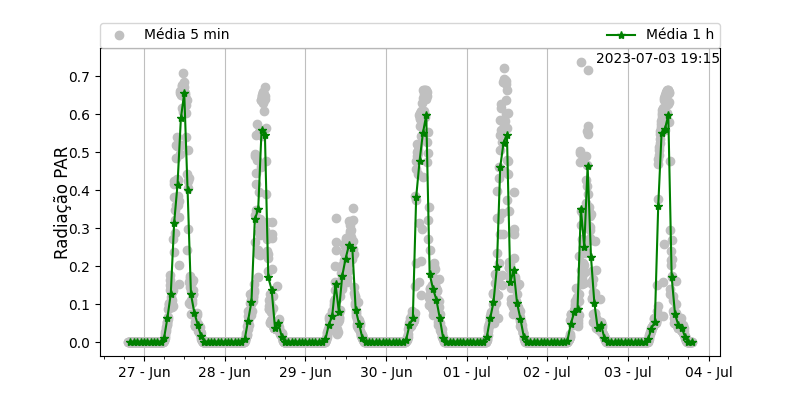 Média 5 min
Média 1 h
2023-07-03 19:15
Radiação PAR
0.7
0.6
0.5
0.4
0.3
0.2
0.1
0.0
27 - Jun
28 - Jun
29 - Jun
30 - Jun
01 - Jul
02 - Jul
03 - Jul
04 - Jul